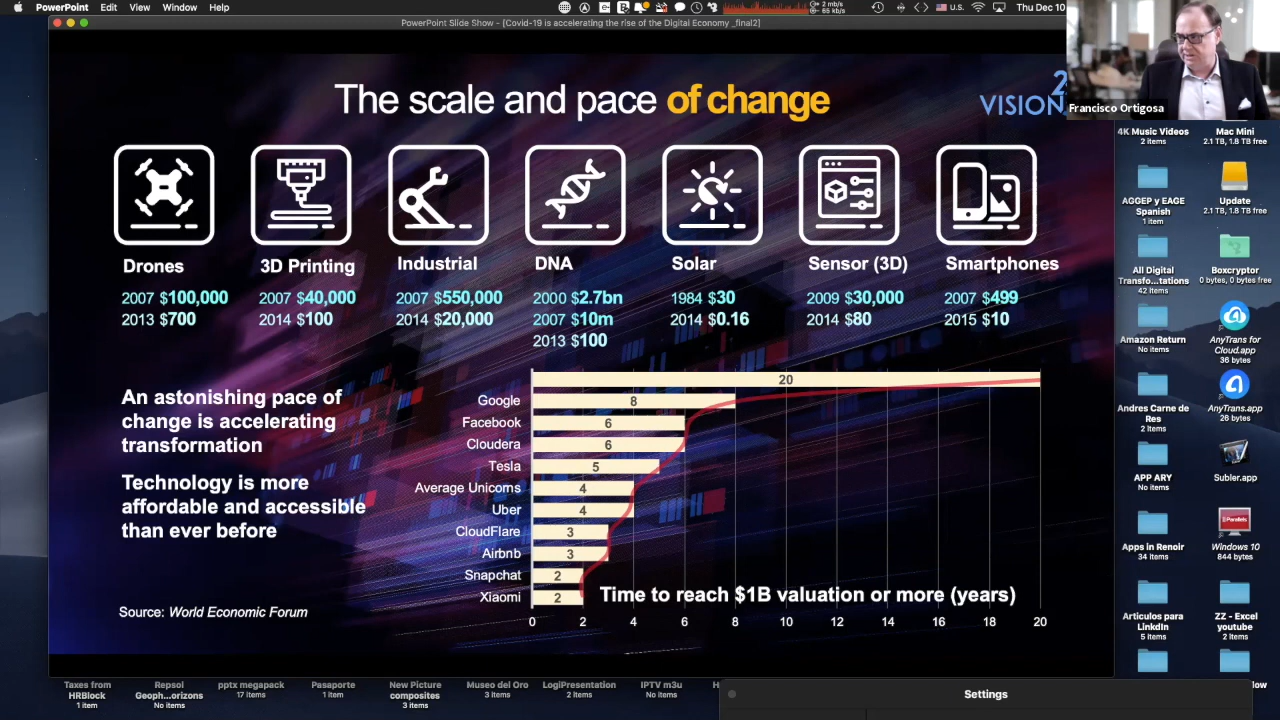 PowerPoint Edit View Window Help
2 mb/s
65 kb/s
U.S.
Thu Dec 10
PowerPoint Slide Show - [Covid-19 is accelerating the rise of the Digital Economy _final2]
The scale and pace of change
2
VISION
Francisco Ortigosa
Drones
2007 $100,000
2013 $700
3D Printing
2007 $40,000
2014 $100
Industrial
2007 $550,000
2014 $20,000
DNA
2000 $2.7bn
2007 $10m
2013 $100
Solar
1984 $30
2014 $0.16
Sensor (3D)
2009 $30,000
2014 $80
Smartphones
2007 $499
2015 $10
An astonishing pace of
change is accelerating
transformation
Technology is more
affordable and accessible
than ever before
Source: World Economic Forum
20
Google 8
Facebook 6
Cloudera 6
Tesla 5
Average Unicorns 4
Uber 4
CloudFlare 3
Airbnb 3
Snapchat 2
Xiaomi 2
Time to reach $1B valuation or more (years)
0 2 4 6 8 10 12 14 16 18 20
4K Music Videos
2 items
Mac Mini
2.1 TB, 1.8 TB free
AGGEP y EAGE
Spanish
1 item
Update
2.1 TB, 1.8 TB free
All Digital
Transfo...tations
42 items
Boxcryptor
0 bytes, 0 bytes free
Amazon Return
No items
AnyTrans for
Cloud.app
36 bytes
Andres Carne de
Res
2 items
AnyTrans.app
26 bytes
APP ARY
No items
Subler.app
Apps in Renoir
34 items
Parallels
Windows 10
844 bytes
Articulos para
LinkdIn
5 items
ZZ - Excel
youtube
2 items
Taxes from
HRBlock
1 item
Repsol
Geoph...orizons
No items
pptx megapack
17 items
Pasaporte
1 item
New Picture
composites
3 items
Museo del Oro
3 items
LogiPresentation
2 items
IPTV m3u
No items
Settings